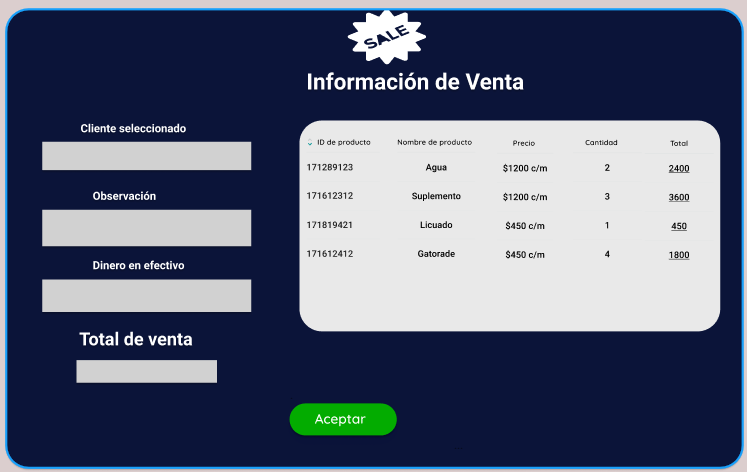 SALE
Información de Venta
Cliente seleccionado
Observación
Dinero en efectivo
Total de venta
ID de producto Nombre de producto Precio Cantidad Total
171289123 Agua $1200 c/m 2 2400
171612312 Suplemento $1200 c/m 3 3600
171819421 Licuado $450 c/m 1 450
171612412 Gatorade $450 c/m 4 1800
Aceptar